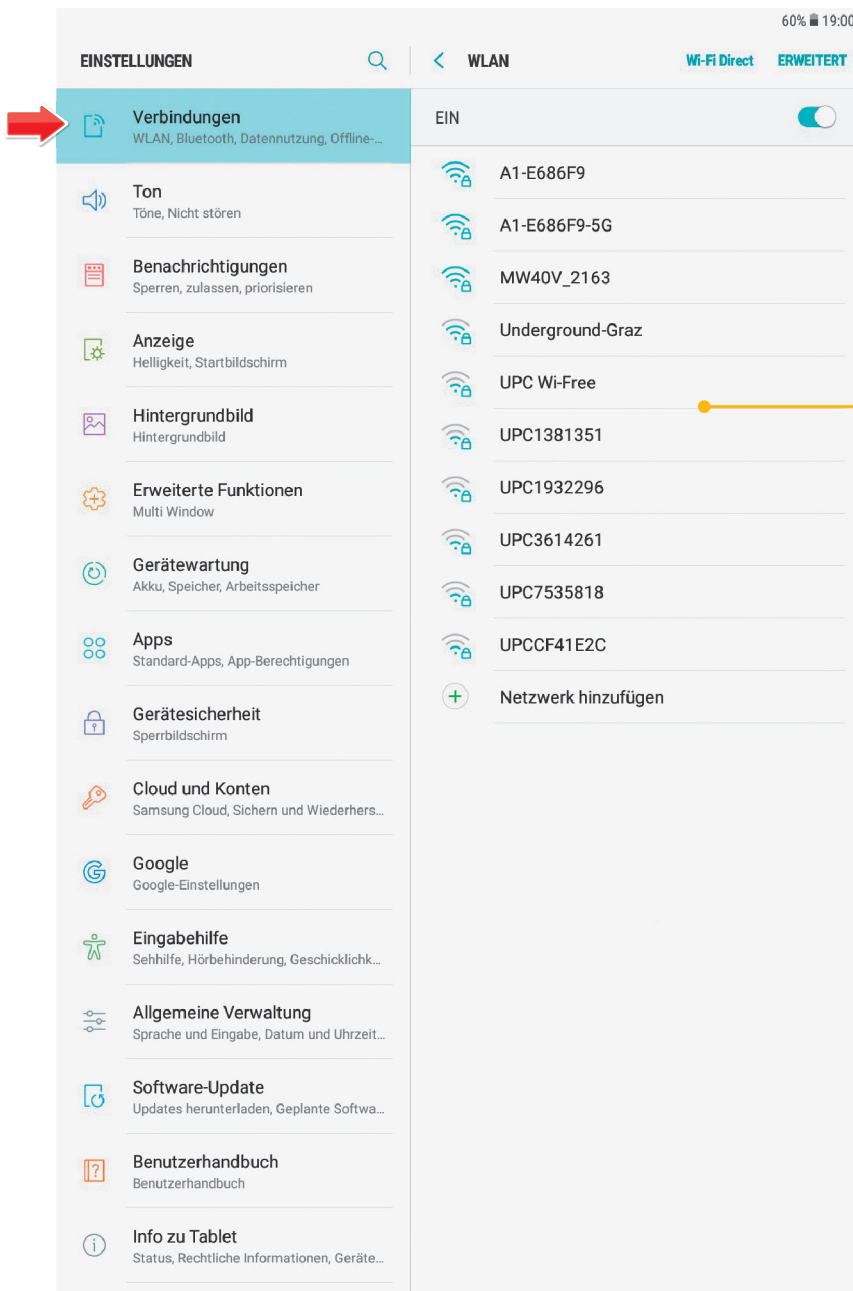 60% 19:00
EINSTELLUNGEN
Verbindungen
WLAN, Bluetooth, Datennutzung, Offline-...
Ton
Töne, Nicht stören
Benachrichtigungen
Sperren, zulassen, priorisieren
Anzeige
Helligkeit, Startbildschirm
Hintergrundbild
Hintergrundbild
Erweiterte Funktionen
Multi Window
Gerätewartung
Akku, Speicher, Arbeitsspeicher
Apps
Standard-Apps, App-Berechtigungen
Gerätesicherheit
Sperrbildschirm
Cloud und Konten
Samsung Cloud, Sichern und Wiederhers...
Google
Google-Einstellungen
Eingabehilfe
Sehhilfe, Hörbehinderung, Geschicklichk...
Allgemeine Verwaltung
Sprache und Eingabe, Datum und Uhrzeit...
Software-Update
Updates herunterladen, Geplante Softwa...
Benutzerhandbuch
Benutzerhandbuch
Info zu Tablet
Status, Rechtliche Informationen, Geräte...
WLAN Wi-Fi Direct ERWEITERT
EIN
A1-E686F9
A1-E686F9-5G
MW40V_2163
Underground-Graz
UPC Wi-Free
UPC1381351
UPC1932296
UPC3614261
UPC7535818
UPCCF41E2C
Netzwerk hinzufügen